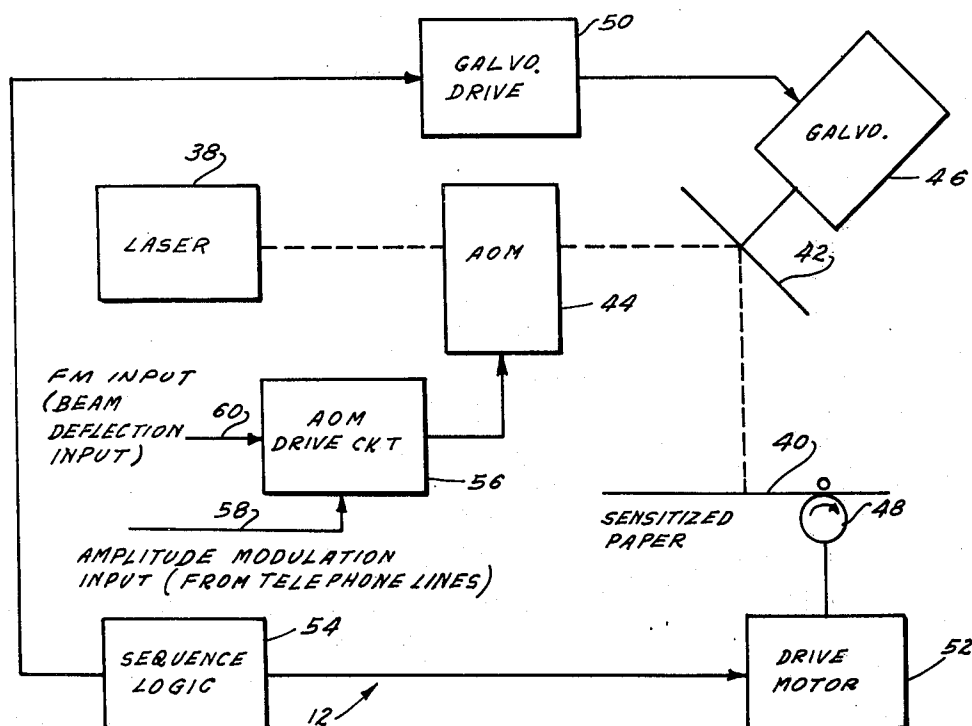 50
GALVO.
DRIVE
GALVO.
46
38
LASER
AOM
42
44
FM INPUT
(BEAM
DEFLECTION
INPUT)
60
AOM
DRIVE CKT
56
58
AMPLITUDE MODULATION
INPUT (FROM TELEPHONE LINES)
40
SENSITIZED
PAPER
48
54
SEQUENCE
LOGIC
12
DRIVE
MOTOR
52